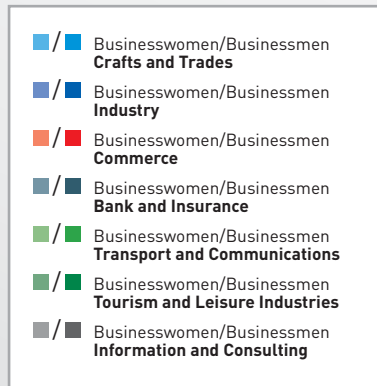 / Businesswomen/Businessmen
Crafts and Trades
/ Businesswomen/Businessmen
Industry
/ Businesswomen/Businessmen
Commerce
/ Businesswomen/Businessmen
Bank and Insurance
/ Businesswomen/Businessmen
Transport and Communications
/ Businesswomen/Businessmen
Tourism and Leisure Industries
/ Businesswomen/Businessmen
Information and Consulting